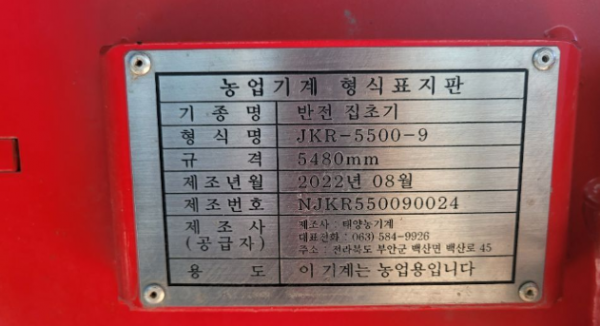 농업기계 형식표지판
기종명 반전 집초기
형식명 JKR-5500-9
규격 5480mm
제조년월 2022년 08월
제조번호 NJKR550090024
제조사 (공급자) 제조사 : 태양농기계
대표전화 : 063) 584-9926
주소 : 전라북도 부안군 백산면 백산로 45
용도 이 기계는 농업용입니다